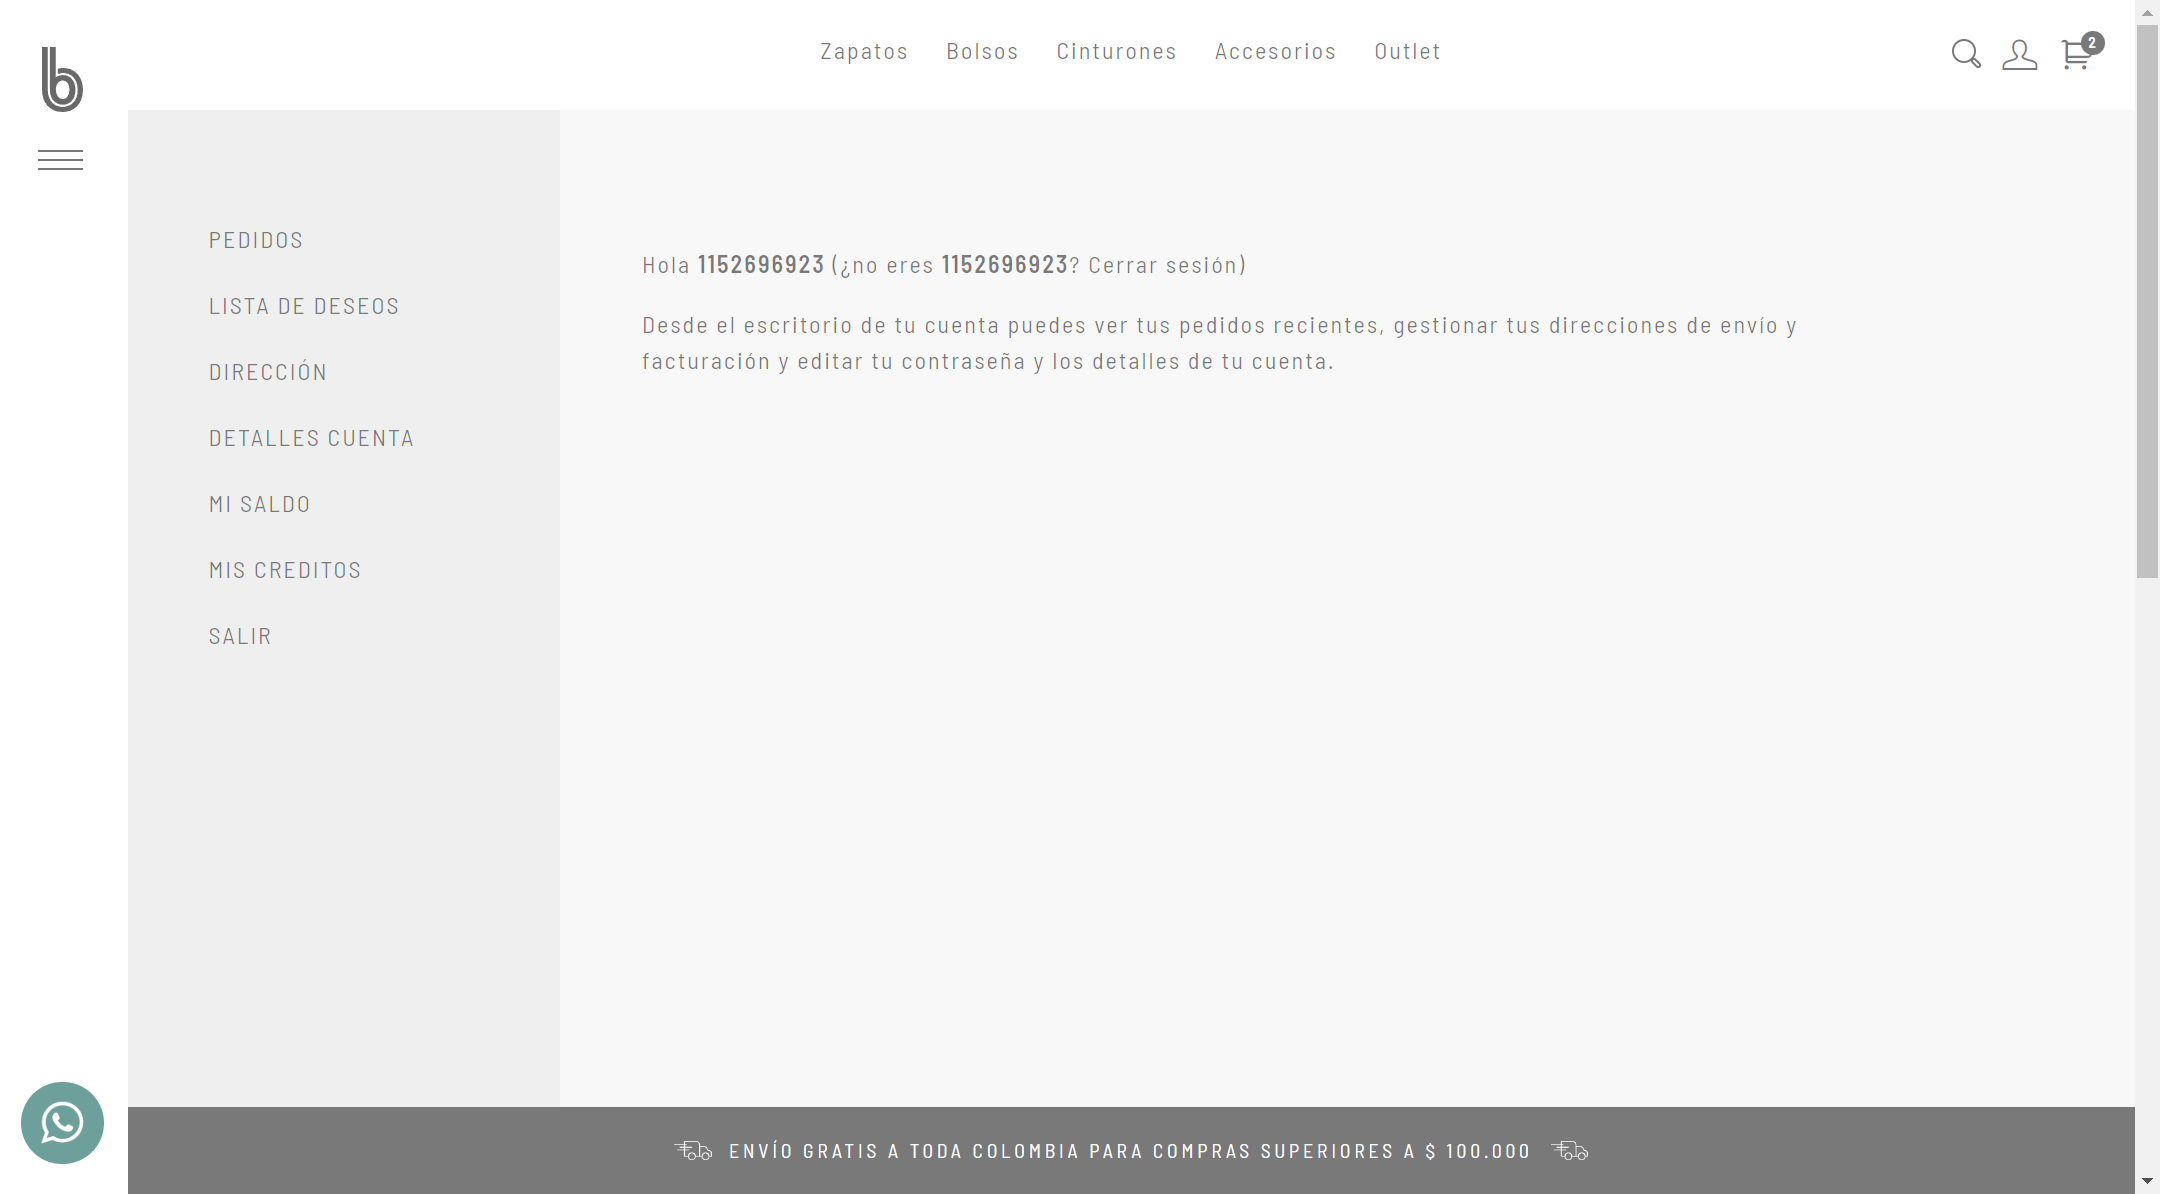 b
Zapatos Bolsos Cinturones Accesorios Outlet
2
PEDIDOS
LISTA DE DESEOS
DIRECCIÓN
DETALLES CUENTA
MI SALDO
MIS CREDITOS
SALIR
Hola 1152696923 (¿no eres 1152696923? Cerrar sesión)
Desde el escritorio de tu cuenta puedes ver tus pedidos recientes, gestionar tus direcciones de envío y
facturación y editar tu contraseña y los detalles de tu cuenta.
ENVÍO GRATIS A TODA COLOMBIA PARA COMPRAS SUPERIORES A $ 100.000